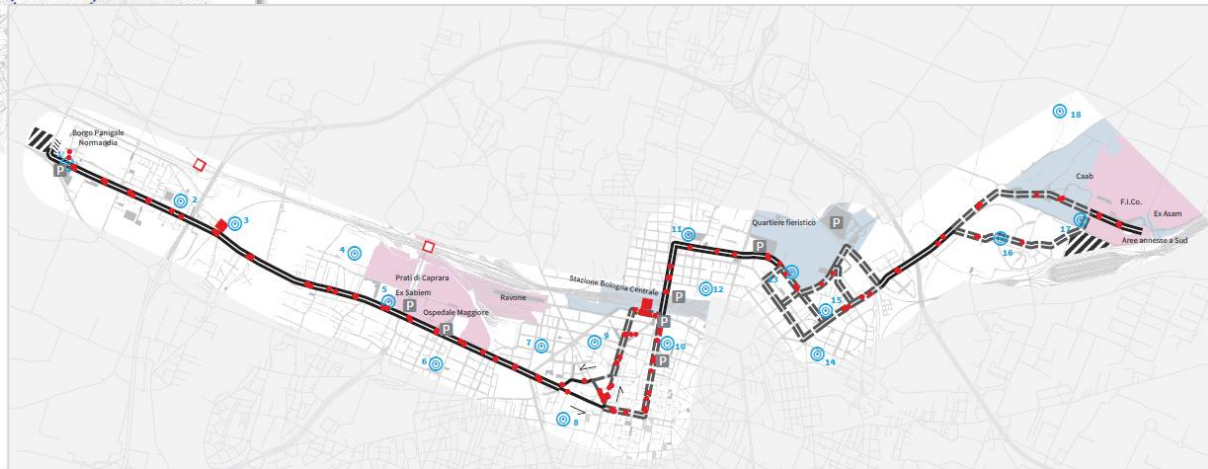 Borgo Panigale
Normandia
P
2
3
4
5
Prati di Caprara
Ex Sabiem
P
Ospedale Maggiore
P
Ravone
6
7
8
9
10
Stazione Bologna Centrale
P
P
P
11
12
Quartiere fieristico
P
P
13
14
15
16
17
18
Caab
F.I.Co.
Ex Asam
Aree annesse a Sud